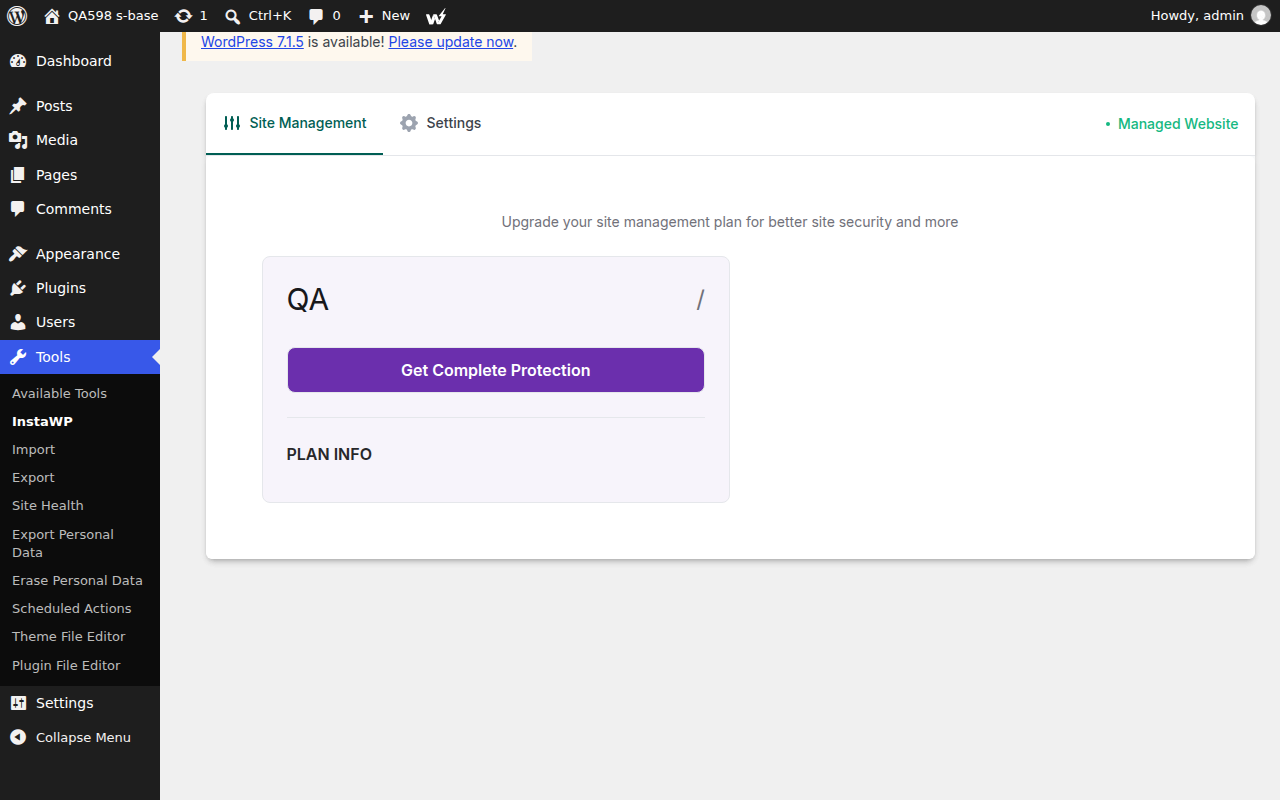 QA598 s-base 1 Ctrl+K 0 New Howdy, admin
WordPress 7.1.5 is available! Please update now.
Dashboard
Posts
Media
Pages
Comments
Appearance
Plugins
Users
Tools
Available Tools
InstaWP
Import
Export
Site Health
Export Personal
Data
Erase Personal Data
Scheduled Actions
Theme File Editor
Plugin File Editor
Settings
Collapse Menu
Site Management Settings • Managed Website
Upgrade your site management plan for better site security and more
QA /
Get Complete Protection
PLAN INFO